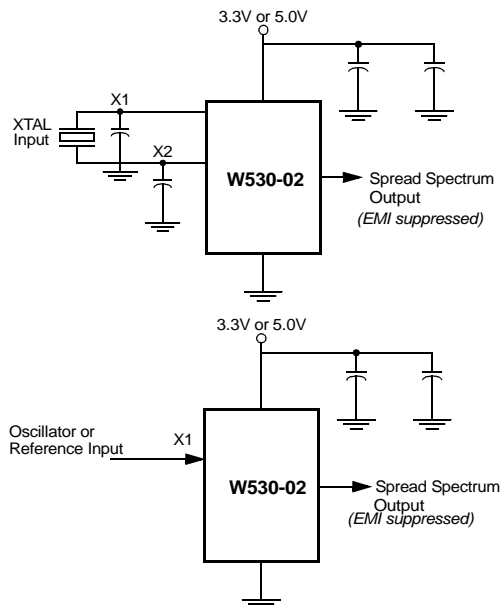 3.3V or 5.0V
X1
XTAL
Input
X2
W530-02
Spread Spectrum
Output
(EMI suppressed)
3.3V or 5.0V
Oscillator or
Reference Input
X1
W530-02
Spread Spectrum
Output
(EMI suppressed)